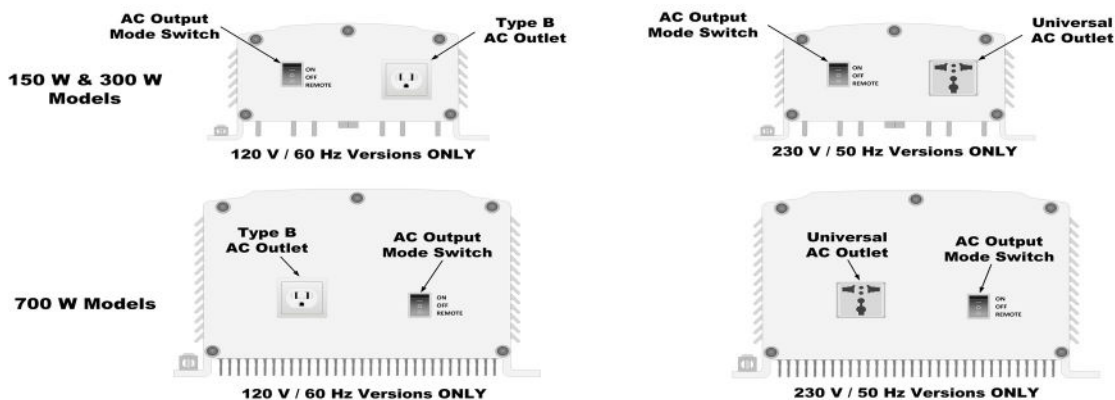 AC Output
Mode Switch
Type B
AC Outlet
AC Output
Mode Switch
Universal
AC Outlet
150 W & 300 W
Models
ON
OFF
REMOTE
ON
OFF
REMOTE
120 V / 60 Hz Versions ONLY
230 V / 50 Hz Versions ONLY
Type B
AC Outlet
AC Output
Mode Switch
Universal
AC Outlet
AC Output
Mode Switch
700 W Models
ON
OFF
REMOTE
ON
OFF
REMOTE
120 V / 60 Hz Versions ONLY
230 V / 50 Hz Versions ONLY